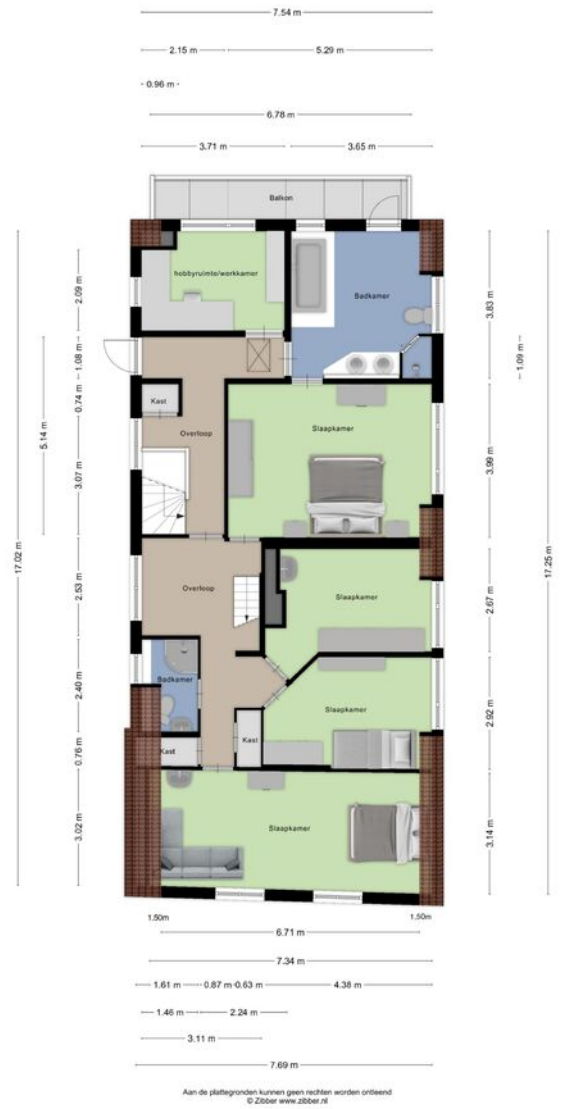 7.54 m
2.15 m
5.29 m
0.96 m
6.78 m
3.71 m
3.65 m
Balkon
hobbyruimte/werkkamer
Badkamer
2.09 m
3.83 m
1.08 m
1.09 m
0.74 m
Kast
Slaapkamer
Overloop
5.14 m
3.07 m
3.99 m
17.02 m
17.25 m
2.53 m
Overloop
Slaapkamer
2.67 m
2.40 m
Badkamer
Slaapkamer
2.92 m
Kast
Kast
0.76 m
3.02 m
Slaapkamer
3.14 m
1.50m
1.50m
6.71 m
7.34 m
1.61 m
0.87 m
0.63 m
4.38 m
1.46 m
2.24 m
3.11 m
7.69 m
Aan de plattegronden kunnen geen rechten worden ontleend
© Zibber www.zibber.nl